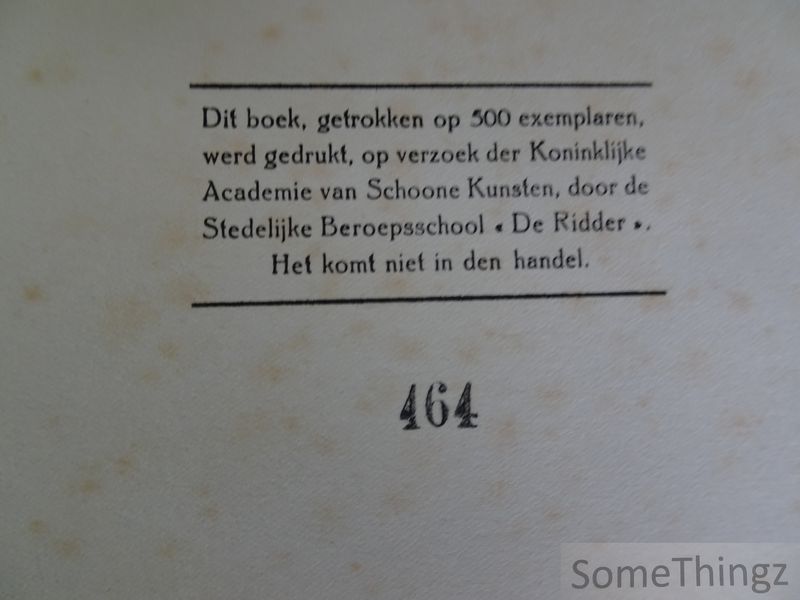 Dit boek, getrokken op 500 exemplaren,
werd gedrukt, op verzoek der Koninklijke
Academie van Schoone Kunsten, door de
Stedelijke Beroepsschool « De Ridder ».
Het komt niet in den handel.
464
SomeThingz